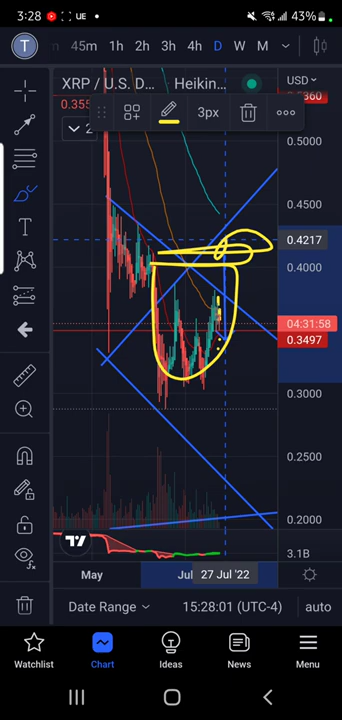 3:28 UE 43%
T m 45m 1h 2h 3h 4h D W M
XRP / U.S. D... Heikin... USD
0.355
3px
2
0.5000
0.4500
0.4217
0.4000
04:31:58
0.3497
0.3000
0.2500
0.2000
3.1B
May Jul 27 Jul '22
Date Range 15:28:01 (UTC-4) auto
Watchlist Chart Ideas News Menu